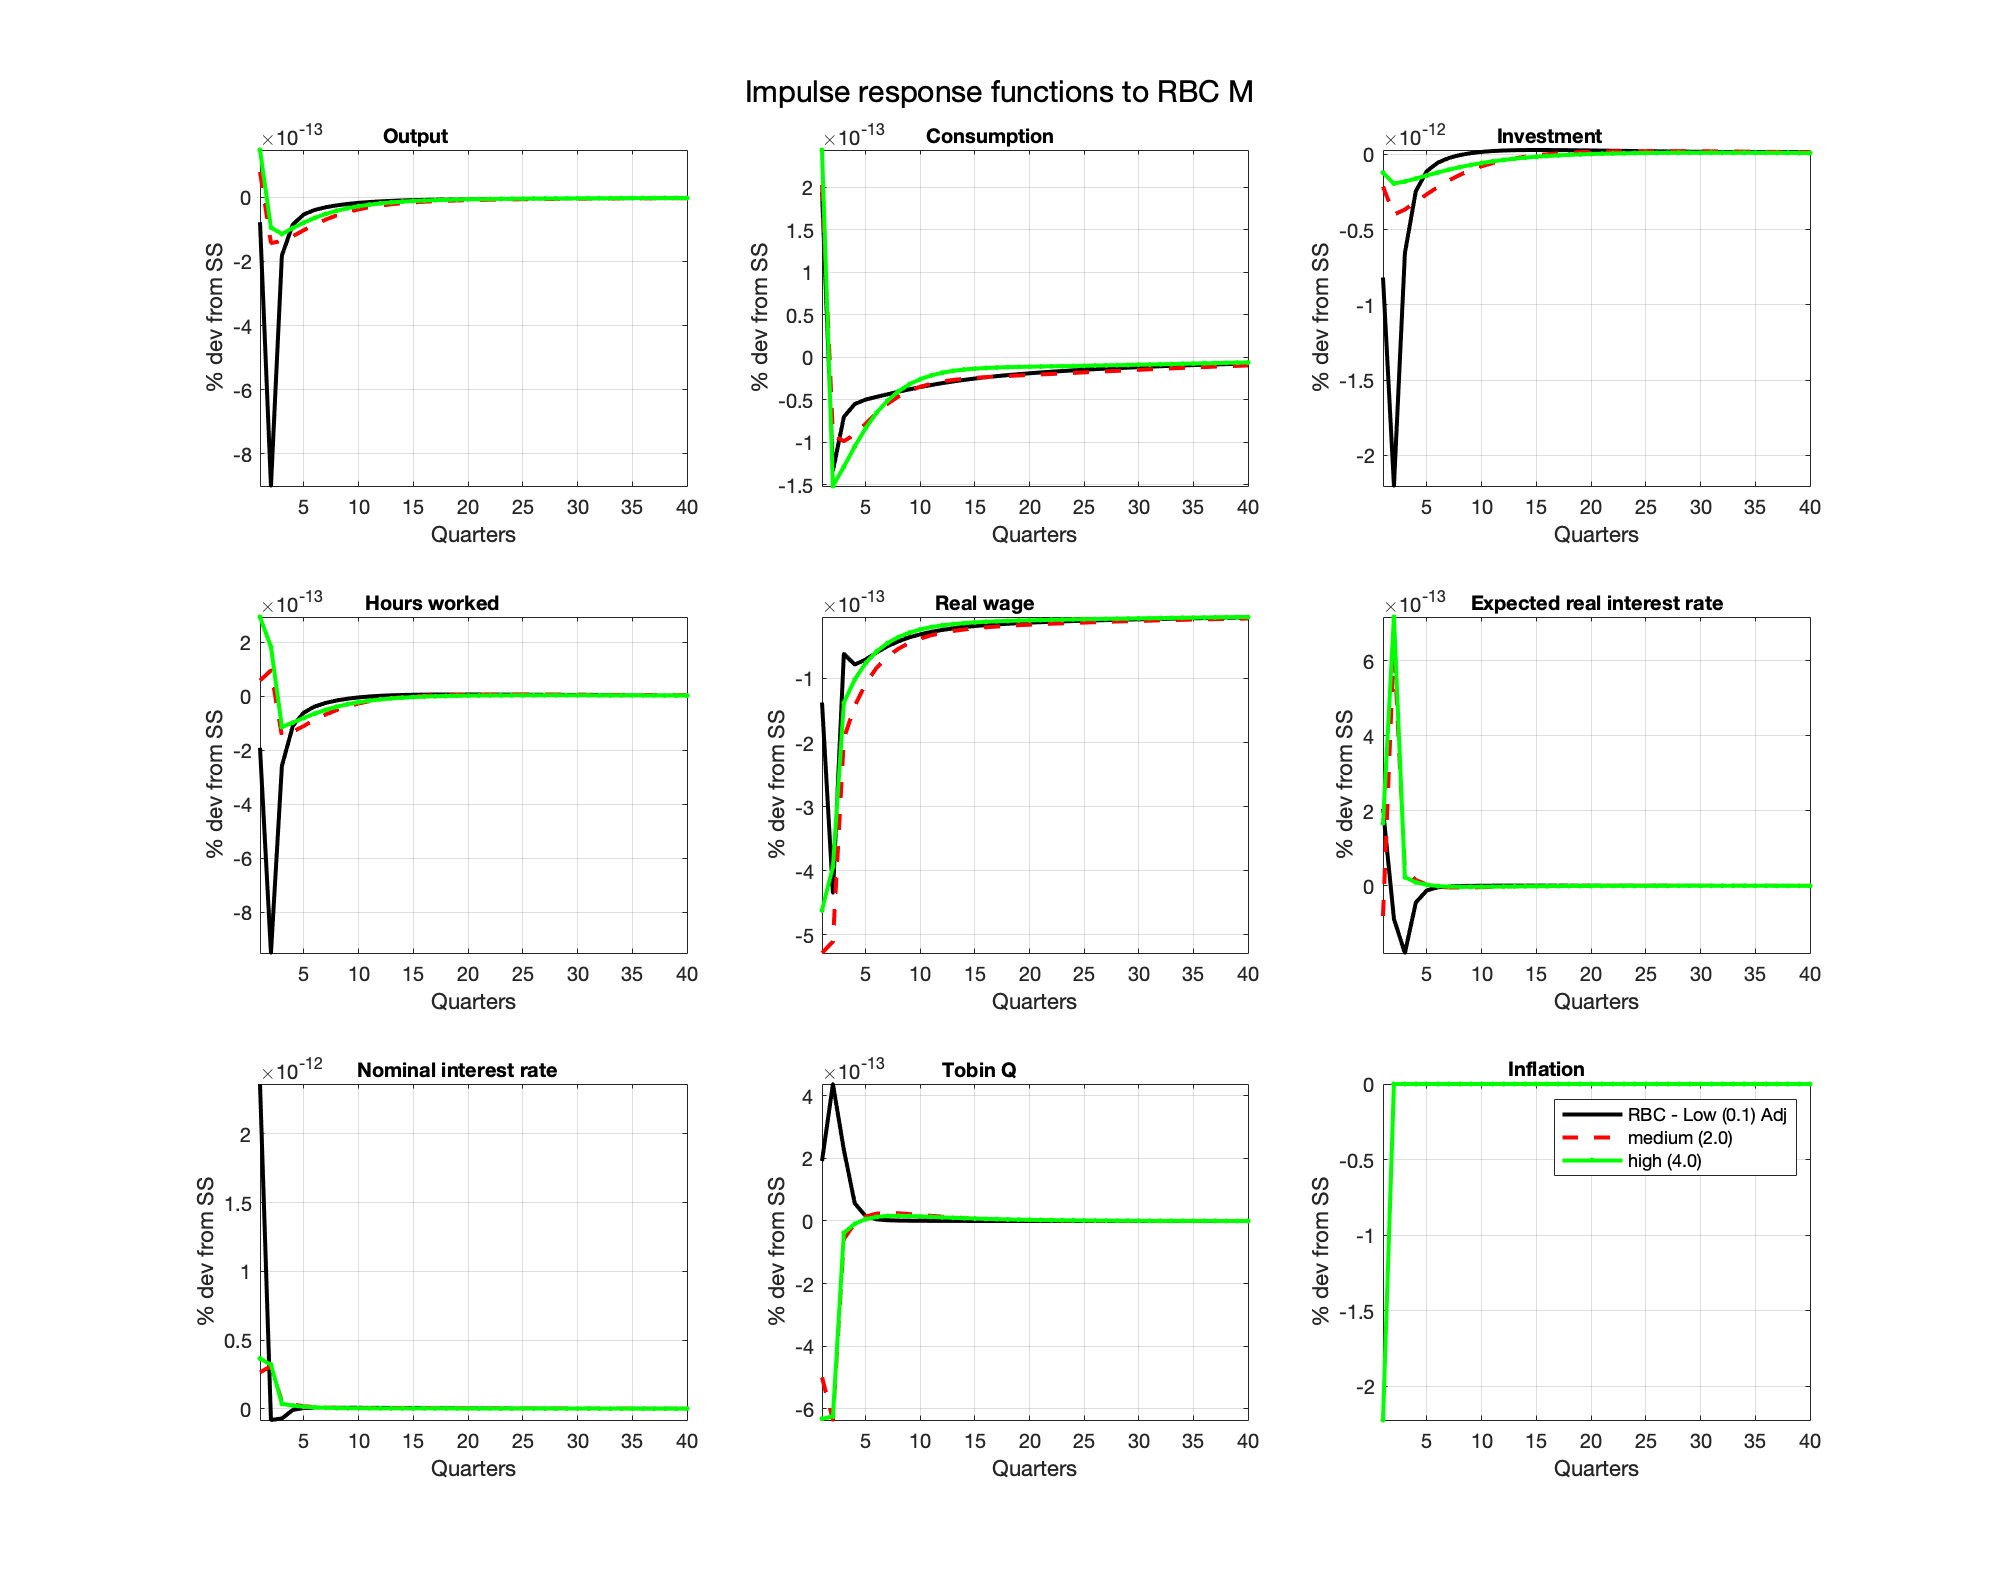 Impulse response functions to RBC M
×10-13
Output
% dev from SS
0
-2
-4
-6
-8
5 10 15 20 25 30 35 40
Quarters
×10-13
Consumption
% dev from SS
2
1.5
1
0.5
0
-0.5
-1
-1.5
5 10 15 20 25 30 35 40
Quarters
×10-12
Investment
% dev from SS
0
-0.5
-1
-1.5
-2
5 10 15 20 25 30 35 40
Quarters
×10-13
Hours worked
% dev from SS
2
0
-2
-4
-6
-8
5 10 15 20 25 30 35 40
Quarters
×10-13
Real wage
% dev from SS
-1
-2
-3
-4
-5
5 10 15 20 25 30 35 40
Quarters
×10-13
Expected real interest rate
% dev from SS
6
4
2
0
5 10 15 20 25 30 35 40
Quarters
×10-12
Nominal interest rate
% dev from SS
2
1.5
1
0.5
0
5 10 15 20 25 30 35 40
Quarters
×10-13
Tobin Q
% dev from SS
4
2
0
-2
-4
-6
5 10 15 20 25 30 35 40
Quarters
Inflation
% dev from SS
0
-0.5
-1
-1.5
-2
5 10 15 20 25 30 35 40
Quarters
RBC - Low (0.1) Adj
medium (2.0)
high (4.0)